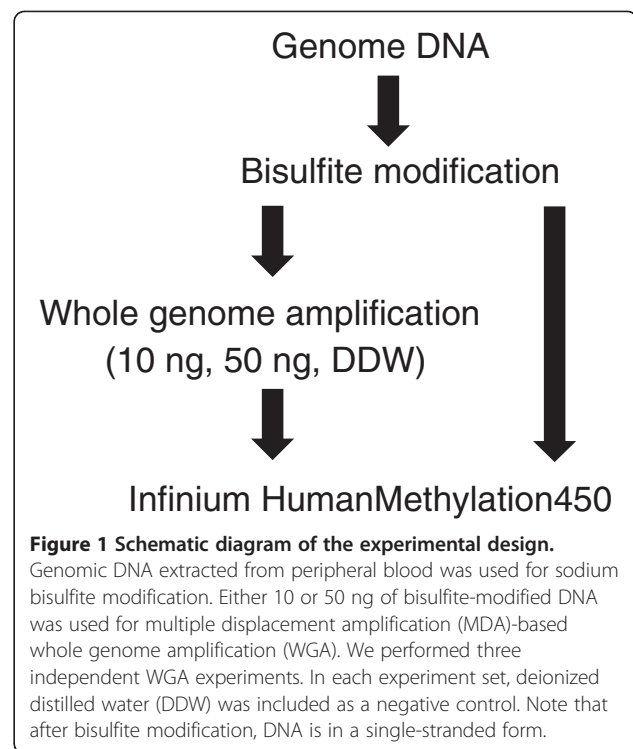 Genome DNA
Bisulfite modification
Whole genome amplification
(10 ng, 50 ng, DDW)
Infinium HumanMethylation450
Figure 1 Schematic diagram of the experimental design.
Genomic DNA extracted from peripheral blood was used for sodium
bisulfite modification. Either 10 or 50 ng of bisulfite-modified DNA
was used for multiple displacement amplification (MDA)-based
whole genome amplification (WGA). We performed three
independent WGA experiments. In each experiment set, deionized
distilled water (DDW) was included as a negative control. Note that
after bisulfite modification, DNA is in a single-stranded form.